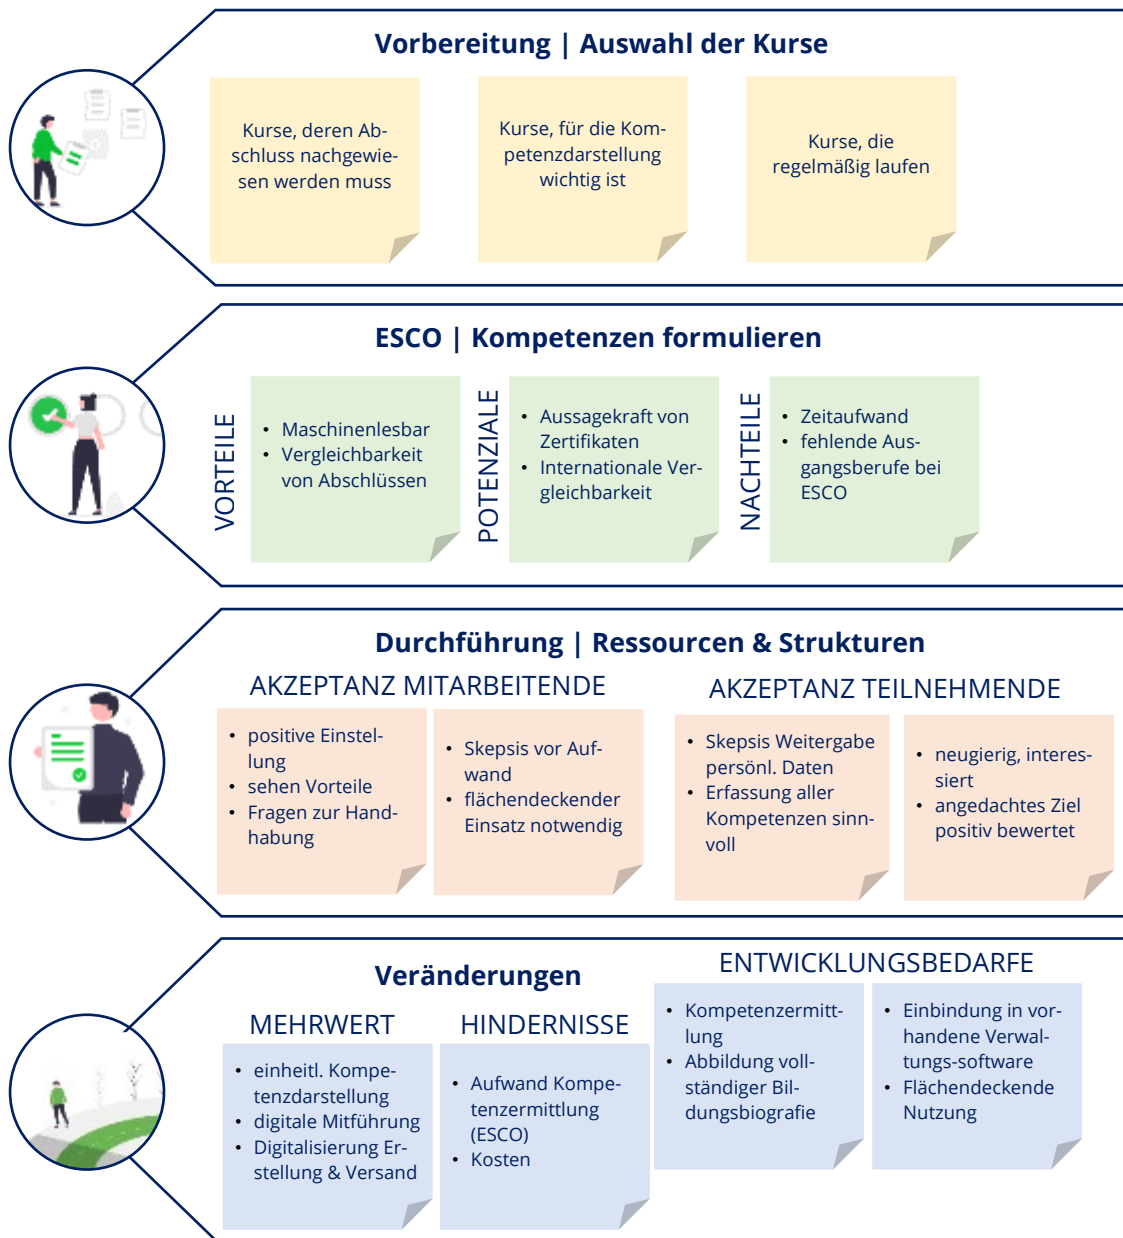 Vorbereitung | Auswahl der Kurse
Kurse, deren Ab-
schluss nachgewie-
sen werden muss
Kurse, für die Kom-
petenzdarstellung
wichtig ist
Kurse, die
regelmäßig laufen
ESCO | Kompetenzen formulieren
VORTEILE
• Maschinenlesbar
• Vergleichbarkeit
von Abschlüssen
POTENZIALE
• Aussagekraft von
Zertifikaten
• Internationale Ver-
gleichbarkeit
NACHTEILE
• Zeitaufwand
• fehlende Aus-
gangsberufe bei
ESCO
Durchführung | Ressourcen & Strukturen
AKZEPTANZ MITARBEITENDE
• positive Einstel-
lung
• sehen Vorteile
• Fragen zur Hand-
habung
• Skepsis vor Auf-
wand
• flächendeckender
Einsatz notwendig
AKZEPTANZ TEILNEHMENDE
• Skepsis Weitergabe
persönl. Daten
• Erfassung aller
Kompetenzen sinn-
voll
• neugierig, interes-
siert
• angedachtes Ziel
positiv bewertet
Veränderungen
MEHRWERT
• einheitl. Kompe-
tenzdarstellung
• digitale Mitführung
• Digitalisierung Er-
stellung & Versand
HINDERNISSE
• Aufwand Kompe-
tenzermittlung
(ESCO)
• Kosten
ENTWICKLUNGSBEDARFE
• Kompetenzermitt-
lung
• Abbildung voll-
ständiger Bil-
dungsbiografie
• Einbindung in vor-
handene Verwal-
tungs-software
• Flächendeckende
Nutzung